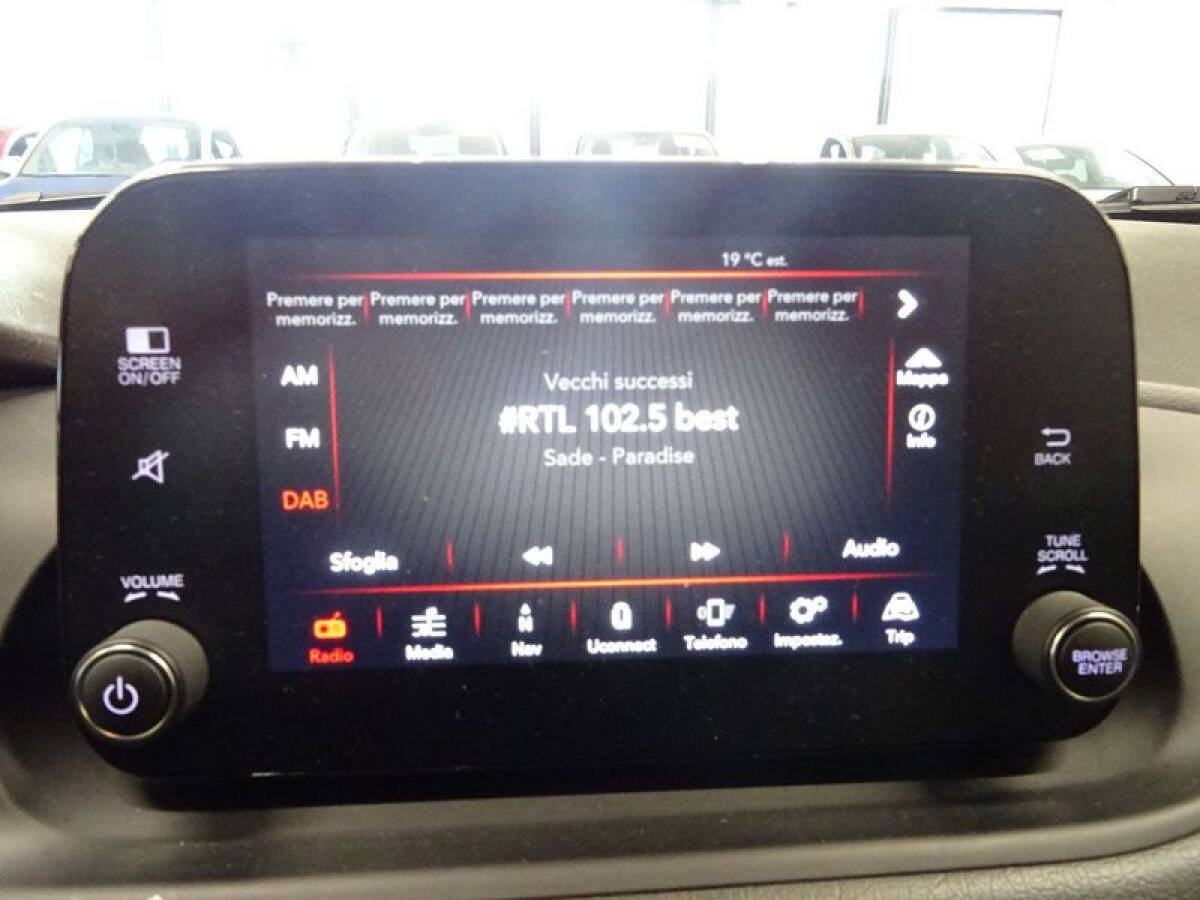 19 °C est.
Premere per memorizz.
Premere per memorizz.
Premere per memorizz.
Premere per memorizz.
Premere per memorizz.
Premere per memorizz.
SCREEN
ON/OFF
AM
Vecchi successi
Mappa
#RTL 102.5 best
FM
Info
Sade - Paradise
BACK
DAB
Sfoglia
Audio
TUNE
SCROLL
VOLUME
Radio
Media
Nav
Uconnect
Telefono
Impostaz.
Trip
BROWSE
ENTER